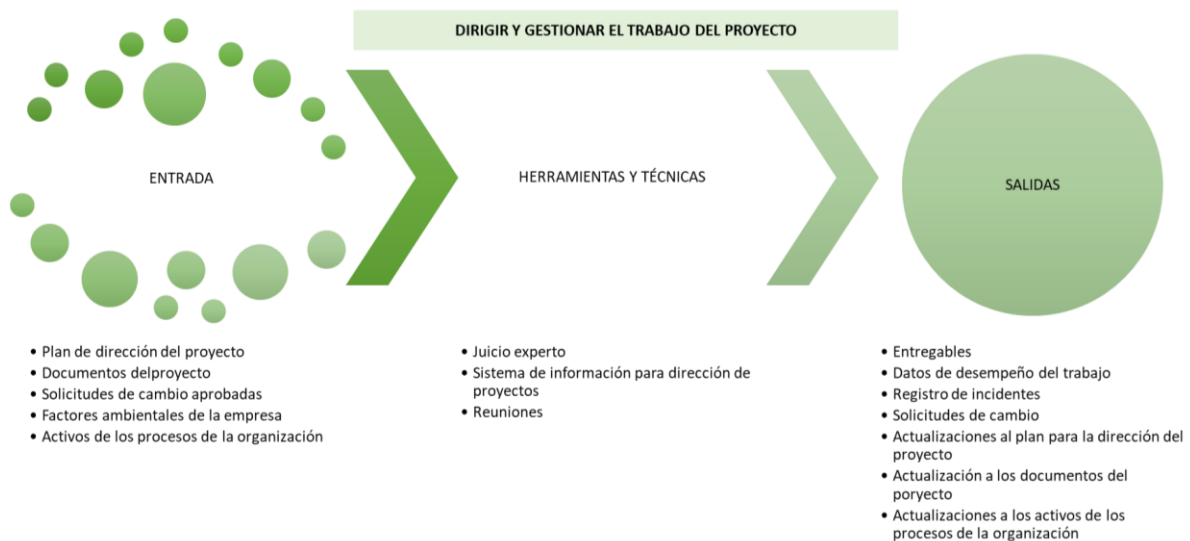 DIRIGIR Y GESTIONAR EL TRABAJO DEL PROYECTO
ENTRADA
HERRAMIENTAS Y TÉCNICAS
SALIDAS
• Plan de dirección del proyecto
• Documentos delproyecto
• Solicitudes de cambio aprobadas
• Factores ambientales de la empresa
• Activos de los procesos de la organización
• Juicio experto
• Sistema de información para dirección de
proyectos
• Reuniones
• Entregables
• Datos de desempeño del trabajo
• Registro de incidentes
• Solicitudes de cambio
• Actualizaciones al plan para la dirección del
proyecto
• Actualización a los documentos del
poryecto
• Actualizaciones a los activos de los
procesos de la organización